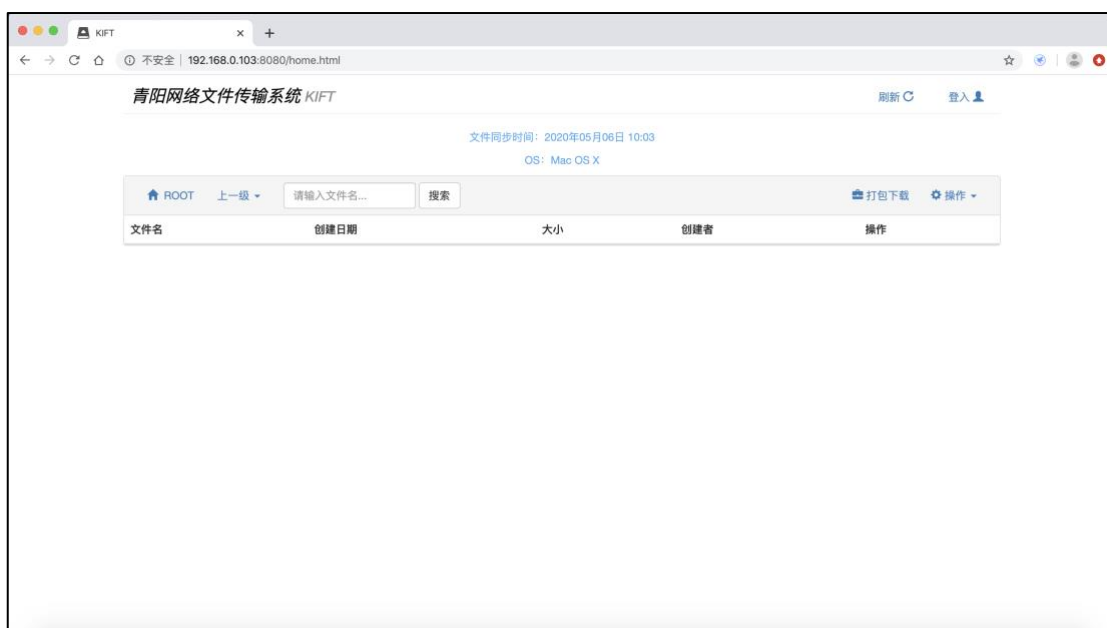 KIFT
不安全 | 192.168.0.103:8080/home.html
青阳网络文件传输系统 KIFT 刷新 登入
文件同步时间：2020年05月06日 10:03
OS：Mac OS X
ROOT 上一级 请输入文件名... 搜索 打包下载 操作
文件名 创建日期 大小 创建者 操作